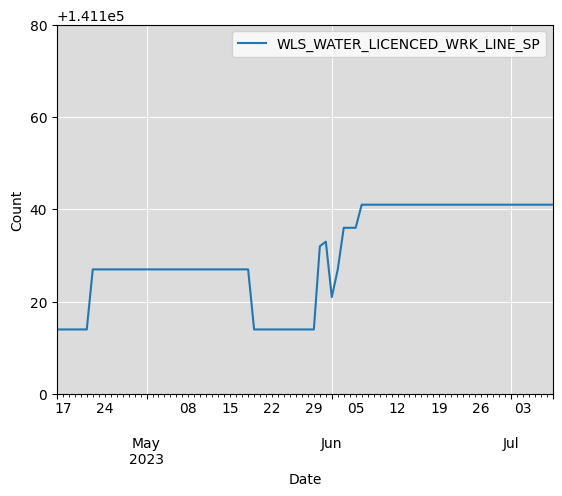 +1.411e5
80
60
40
20
0
Count
WLS_WATER_LICENCED_WRK_LINE_SP
17 24 08 15 22 29 05 12 19 26 03
May Jun Jul
2023
Date